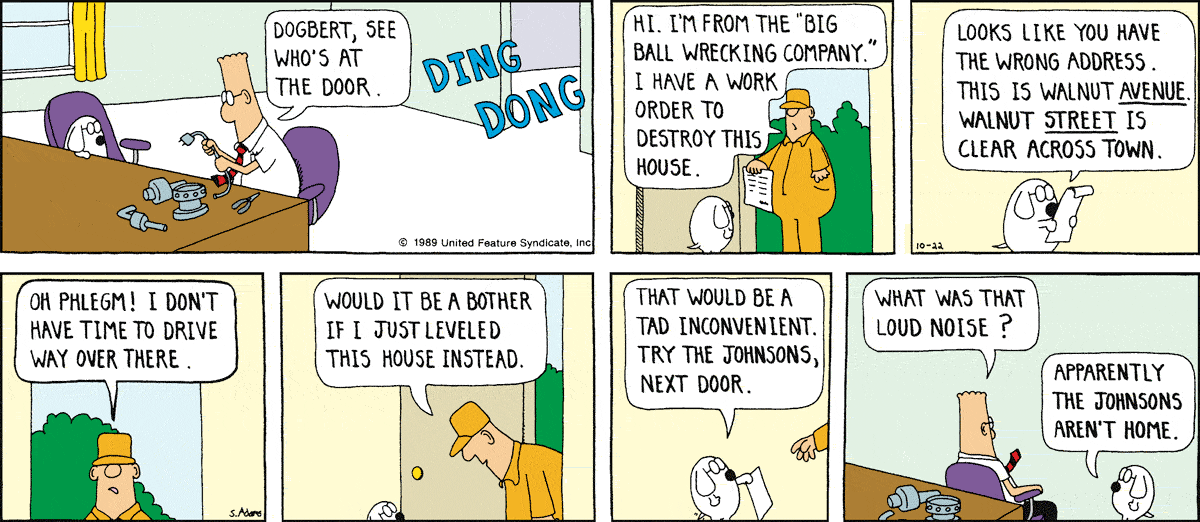 DOGBERT, SEE
WHO'S AT
THE DOOR.
DING
DONG
© 1989 United Feature Syndicate, Inc
HI. I'M FROM THE "BIG
BALL WRECKING COMPANY."
I HAVE A WORK
ORDER TO
DESTROY THIS
HOUSE.
LOOKS LIKE YOU HAVE
THE WRONG ADDRESS.
THIS IS WALNUT AVENUE.
WALNUT STREET IS
CLEAR ACROSS TOWN.
10-22
OH PHLEGM! I DON'T
HAVE TIME TO DRIVE
WAY OVER THERE.
S. Adams
WOULD IT BE A BOTHER
IF I JUST LEVELED
THIS HOUSE INSTEAD.
THAT WOULD BE A
TAD INCONVENIENT.
TRY THE JOHNSONS,
NEXT DOOR.
WHAT WAS THAT
LOUD NOISE?
APPARENTLY
THE JOHNSONS
AREN'T HOME.